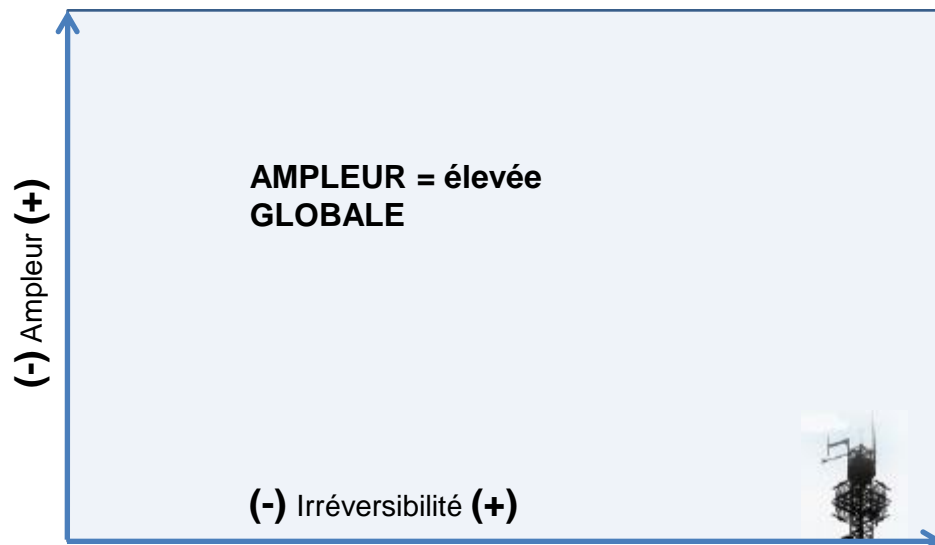 AMPLEUR = élevée
GLOBALE
(-) Ampleur (+)
(-) Irréversibilité (+)